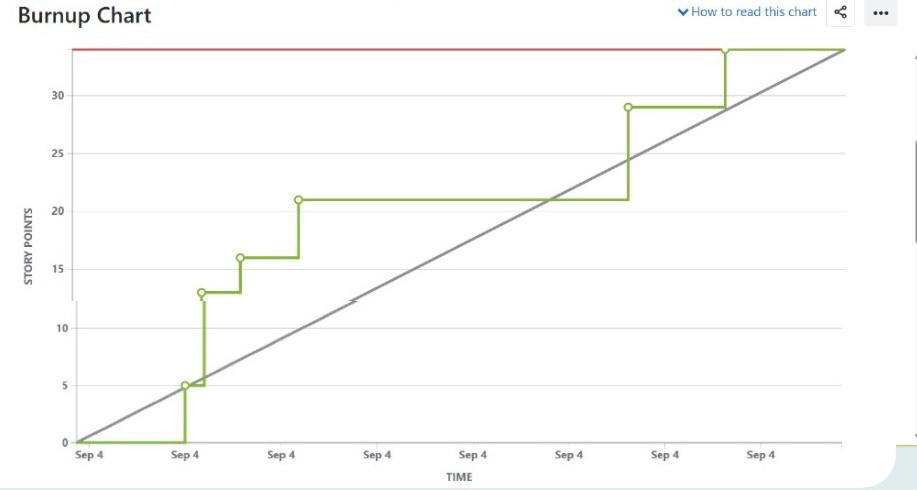 Burnup Chart
How to read this chart
STORY POINTS
30
25
20
15
10
5
0
Sep 4 Sep 4 Sep 4 Sep 4 Sep 4 Sep 4 Sep 4 Sep 4
TIME